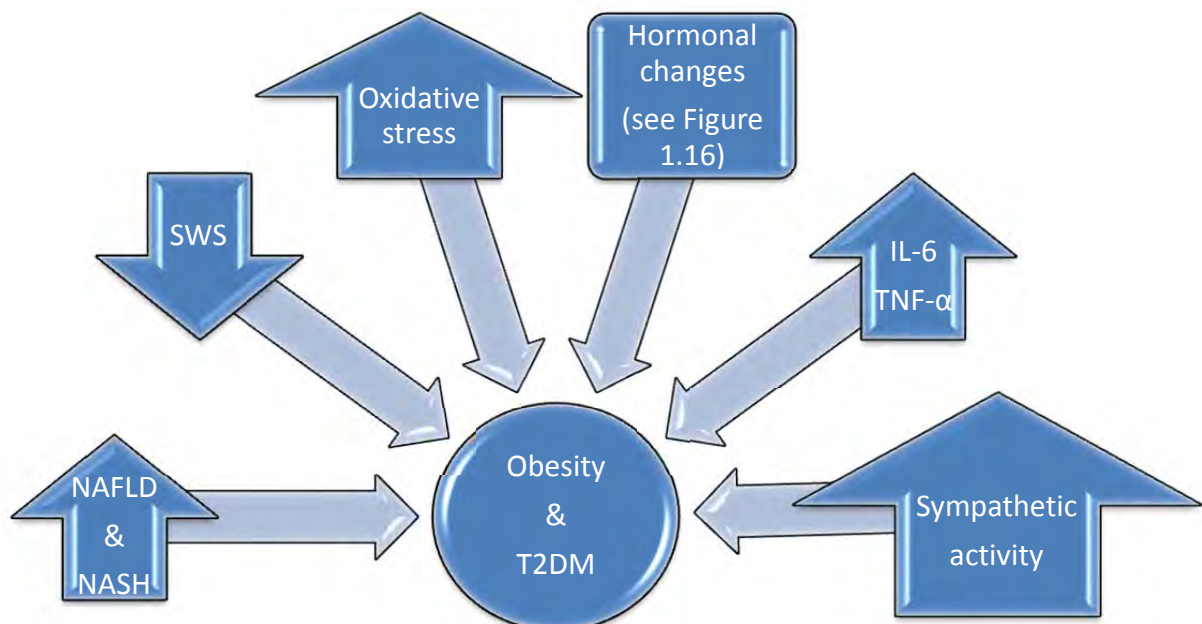 Oxidative
stress
Hormonal
changes
(see Figure
1.16)
SWS
IL-6
TNF-α
NAFLD
&
NASH
Obesity
&
T2DM
Sympathetic
activity